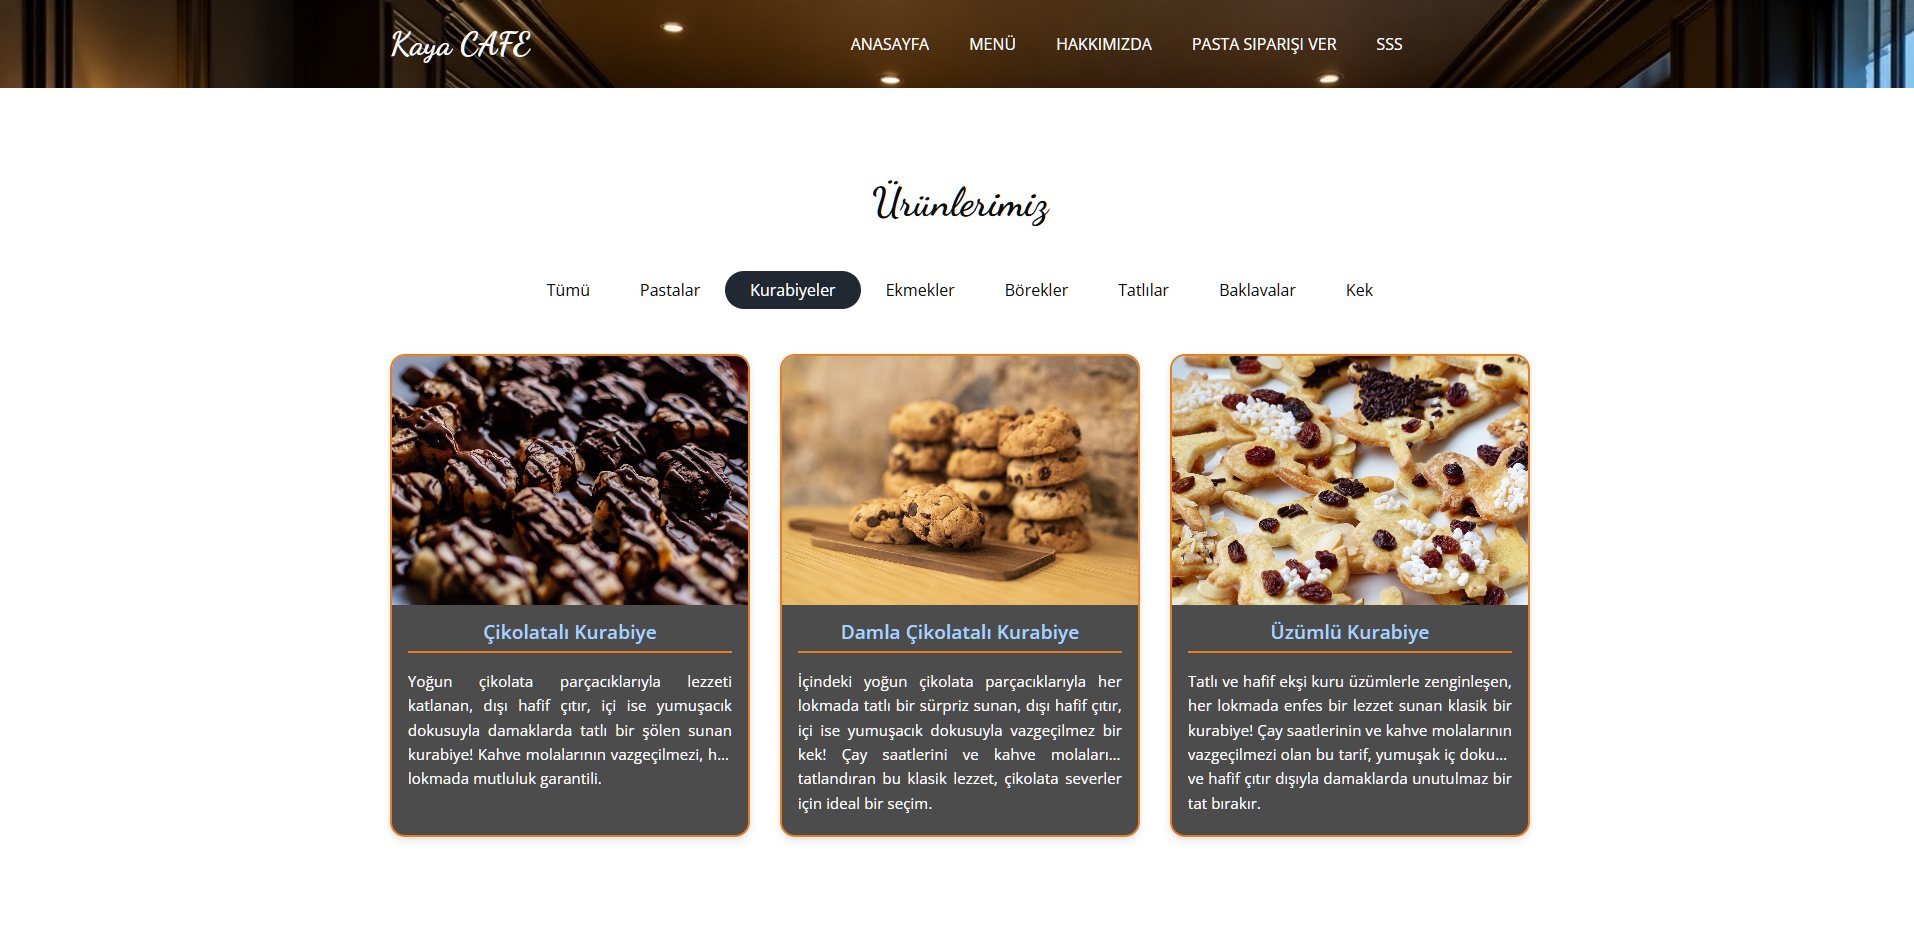 Kaya CAFE
ANASAYFA MENÜ HAKKIMIZDA PASTA SIPARIŞI VER SSS
Ürünlerimiz
Tümü Pastalar Kurabiyeler Ekmekler Börekler Tatlılar Baklavalar Kek
Çikolatalı Kurabiye
Yoğun çikolata parçacıklarıyla lezzeti
katlanan, dışı hafif çıtır, içi ise yumuşacık
dokusuyla damaklarda tatlı bir şölen sunan
kurabiye! Kahve molalarının vazgeçilmezi, h...
lokmada mutluluk garantili.
Damla Çikolatalı Kurabiye
İçindeki yoğun çikolata parçacıklarıyla her
lokmada tatlı bir sürpriz sunan, dışı hafif çıtır,
içi ise yumuşacık dokusuyla vazgeçilmez bir
kek! Çay saatlerini ve kahve molaları...
tatlandıran bu klasik lezzet, çikolata severler
için ideal bir seçim.
Üzümlü Kurabiye
Tatlı ve hafif ekşi kuru üzümlerle zenginleşen,
her lokmada enfes bir lezzet sunan klasik bir
kurabiye! Çay saatlerinin ve kahve molalarının
vazgeçilmezi olan bu tarif, yumuşak iç doku...
ve hafif çıtır dışıyla damaklarda unutulmaz bir
tat bırakır.